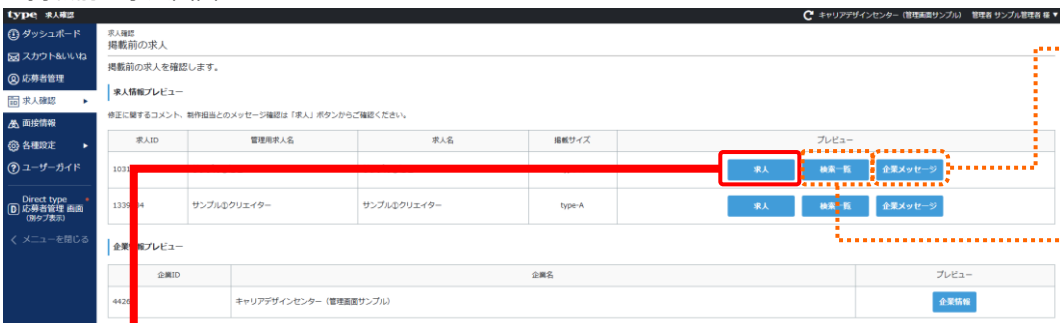 type 求人確認
キャリアデザインセンター（管理画面サンプル） 管理者 サンプル管理者 様 ▼
ダッシュボード
スカウト&いいね
応募者管理
求人確認
面接情報
各種設定
ユーザーガイド
Direct type
応募者管理 画面
(別タブ表示)
メニューを閉じる
求人確認
掲載前の求人
掲載前の求人を確認します。
求人情報プレビュー
修正に関するコメント、制作担当とのメッセージ確認は「求人」ボタンからご確認ください。
求人ID 管理用求人名 求人名 掲載サイズ プレビュー
求人 検索一覧 企業メッセージ
サンプル①クリエイター サンプル①クリエイター type-A 求人 検索一覧 企業メッセージ
プレビュー
企業ID 企業名 プレビュー
キャリアデザインセンター（管理画面サンプル） 企業情報